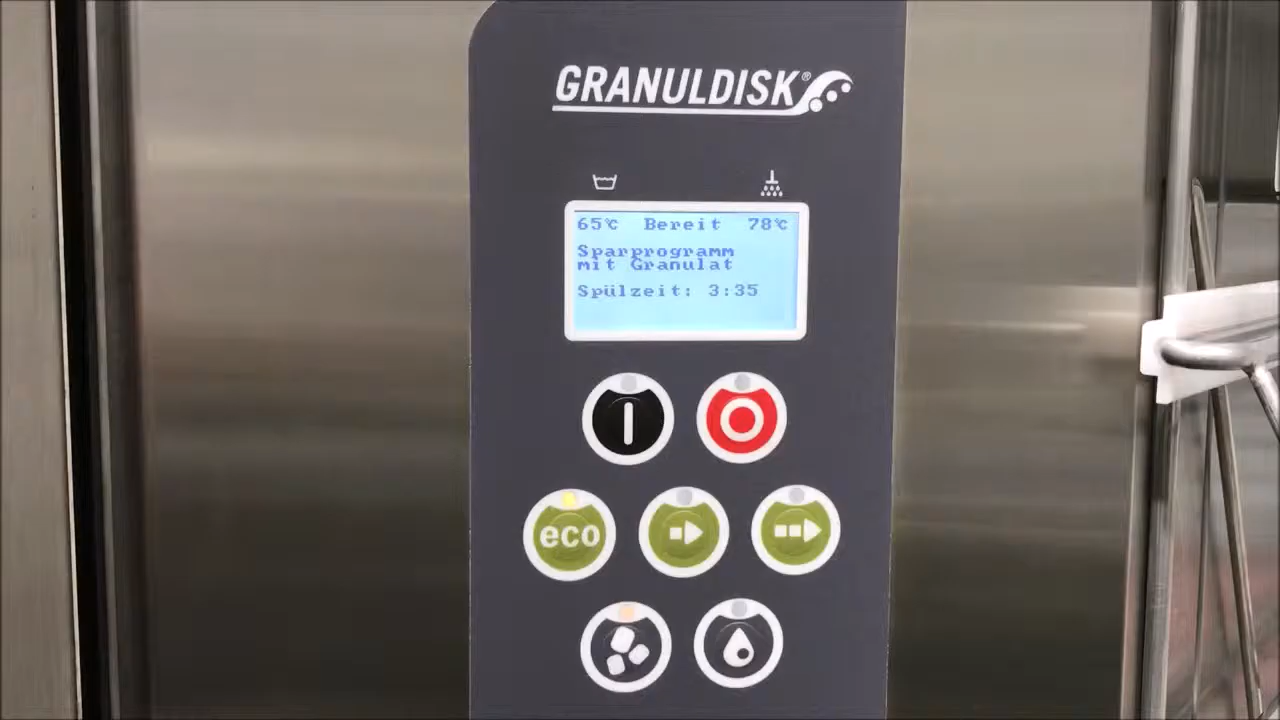 GRANULDISK®
65℃ Bereit 78℃
Sparprogramm
mit Granulat
Spülzeit: 3:35
eco